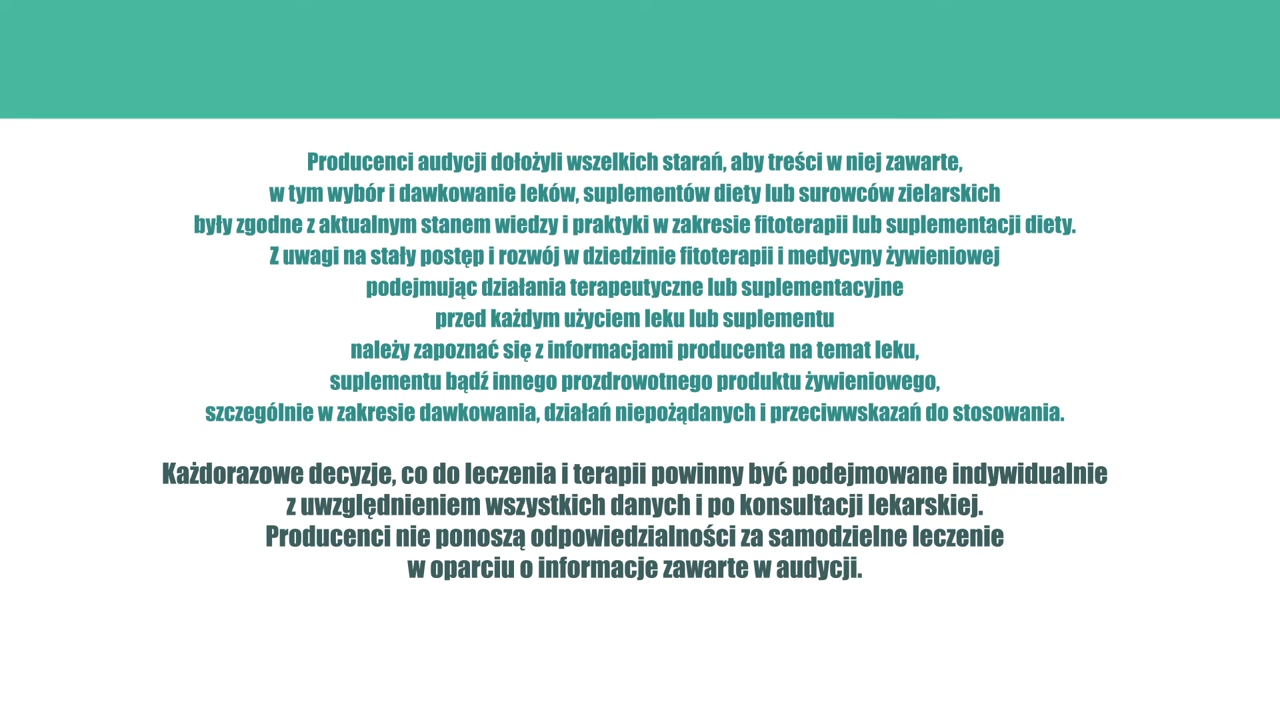 Producenci audycji dołożyli wszelkich starań, aby treści w niej zawarte,
w tym wybór i dawkowanie leków, suplementów diety lub surowców zielarskich
były zgodne z aktualnym stanem wiedzy i praktyki w zakresie fitoterapii lub suplementacji diety.
Z uwagi na stały postęp i rozwój w dziedzinie fitoterapii i medycyny żywieniowej
podejmując działania terapeutyczne lub suplementacyjne
przed każdym użyciem leku lub suplementu
należy zapoznać się z informacjami producenta na temat leku,
suplementu bądź innego prozdrowotnego produktu żywieniowego,
szczególnie w zakresie dawkowania, działań niepożądanych i przeciwwskazań do stosowania.
Każdorazowe decyzje, co do leczenia i terapii powinny być podejmowane indywidualnie
z uwzględnieniem wszystkich danych i po konsultacji lekarskiej.
Producenci nie ponoszą odpowiedzialności za samodzielne leczenie
w oparciu o informacje zawarte w audycji.